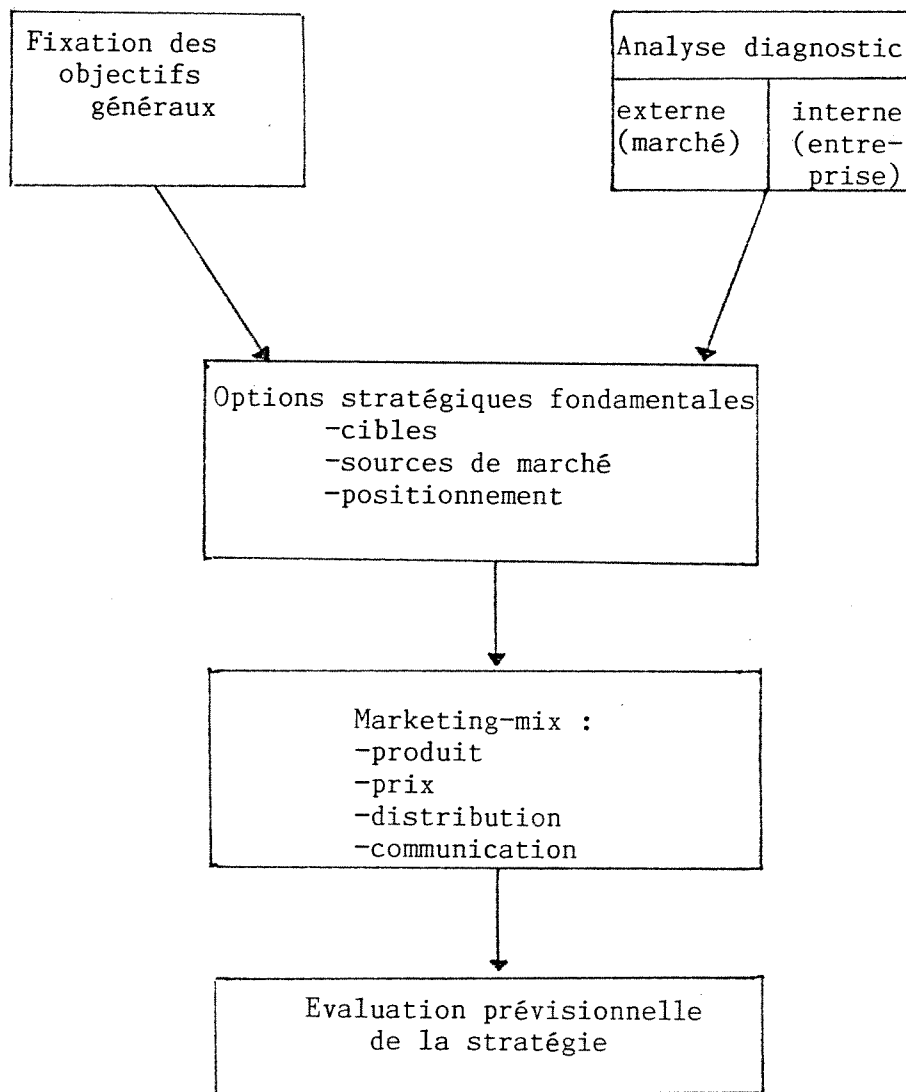 Fixation des
objectifs
généraux
Analyse diagnostic
externe
(marché)
interne
(entre-
prise)
Options stratégiques fondamentales
-cibles
-sources de marché
-positionnement
Marketing-mix :
-produit
-prix
-distribution
-communication
Evaluation prévisionnelle
de la stratégie